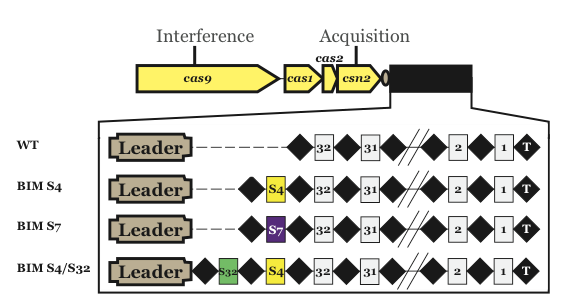 Interference Acquisition
cas2
cas9 cas1 csn2
WT Leader 32 31 2 1 T
BIM S4 Leader S4 32 31 2 1 T
BIM S7 Leader S7 32 31 2 1 T
BIM S4/S32 Leader S32 S4 32 31 2 1 T